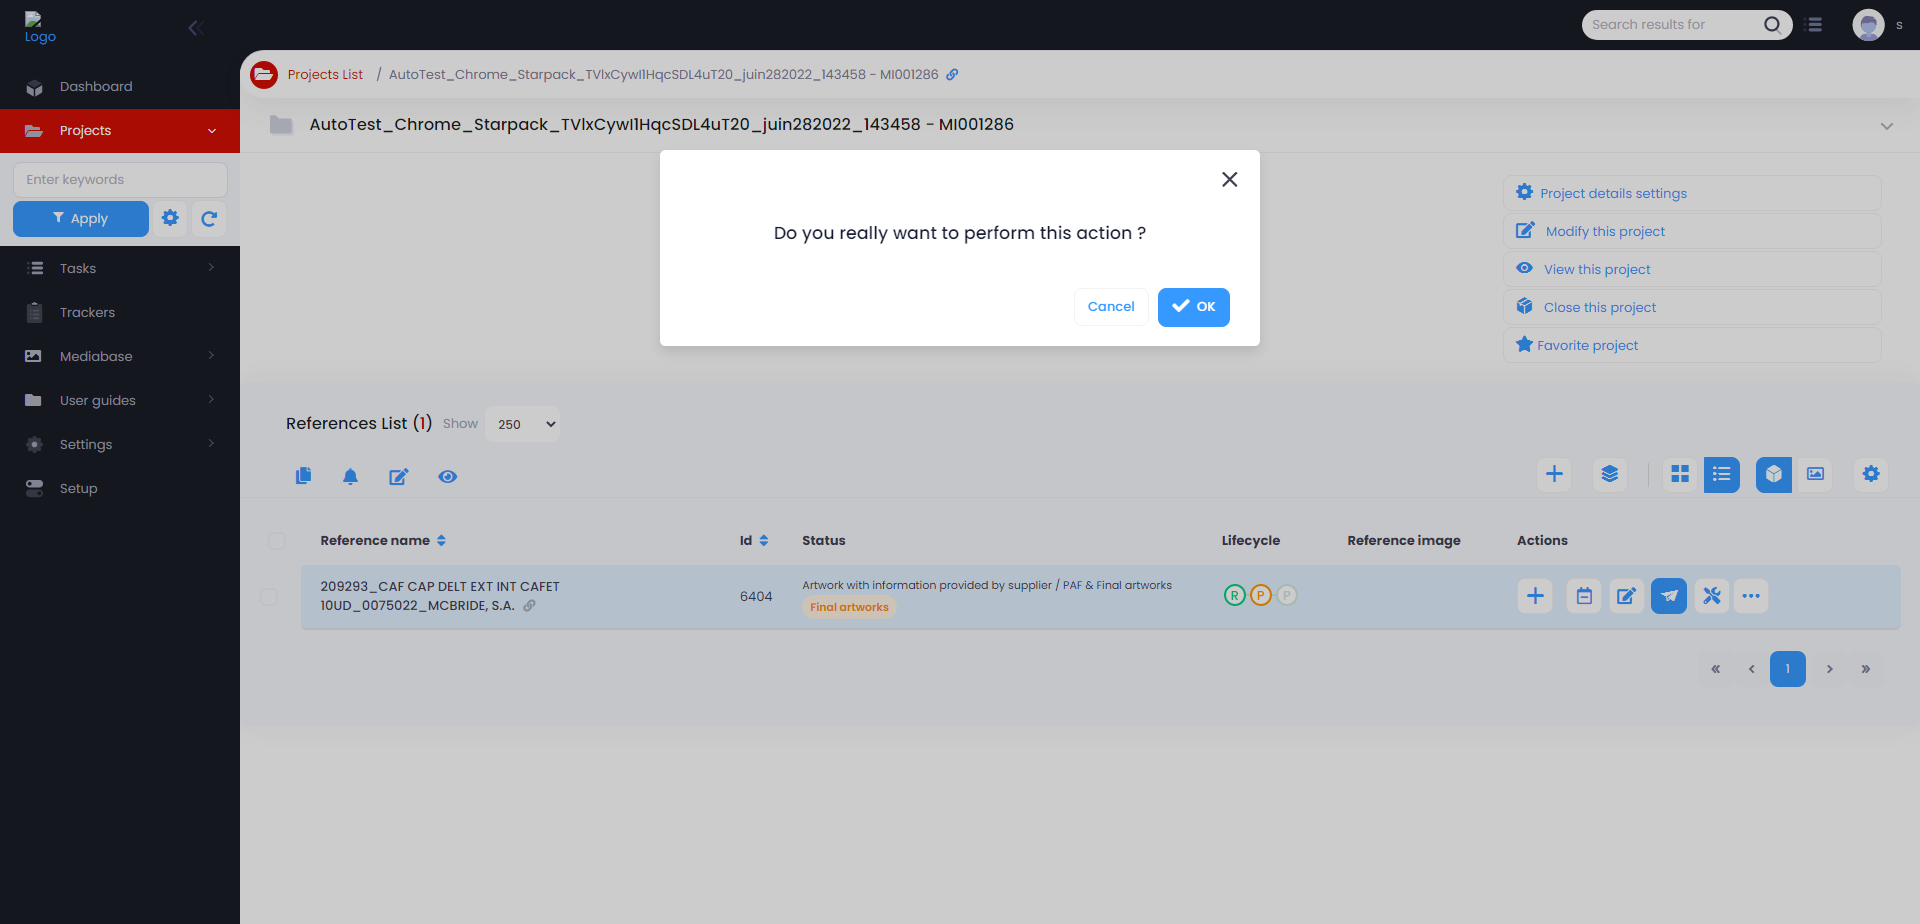 Logo
Search results for
s
Dashboard
Projects
Enter keywords
Apply
Tasks
Trackers
Mediabase
User guides
Settings
Setup
Projects List / AutoTest_Chrome_Starpack_TVlxCywI1HqcSDL4uT20_juin282022_143458 - MI001286
AutoTest_Chrome_Starpack_TVlxCywI1HqcSDL4uT20_juin282022_143458 - MI001286
Do you really want to perform this action ?
Cancel
OK
Project details settings
Modify this project
View this project
Close this project
Favorite project
References List (1) Show 250
Reference name Id Status Lifecycle Reference image Actions
209293_CAF CAP DELT EXT INT CAFET
10UD_0075022_MCBRIDE, S.A.
6404
Artwork with information provided by supplier / PAF & Final artworks
Final artworks
R P P
« ‹ 1 › »